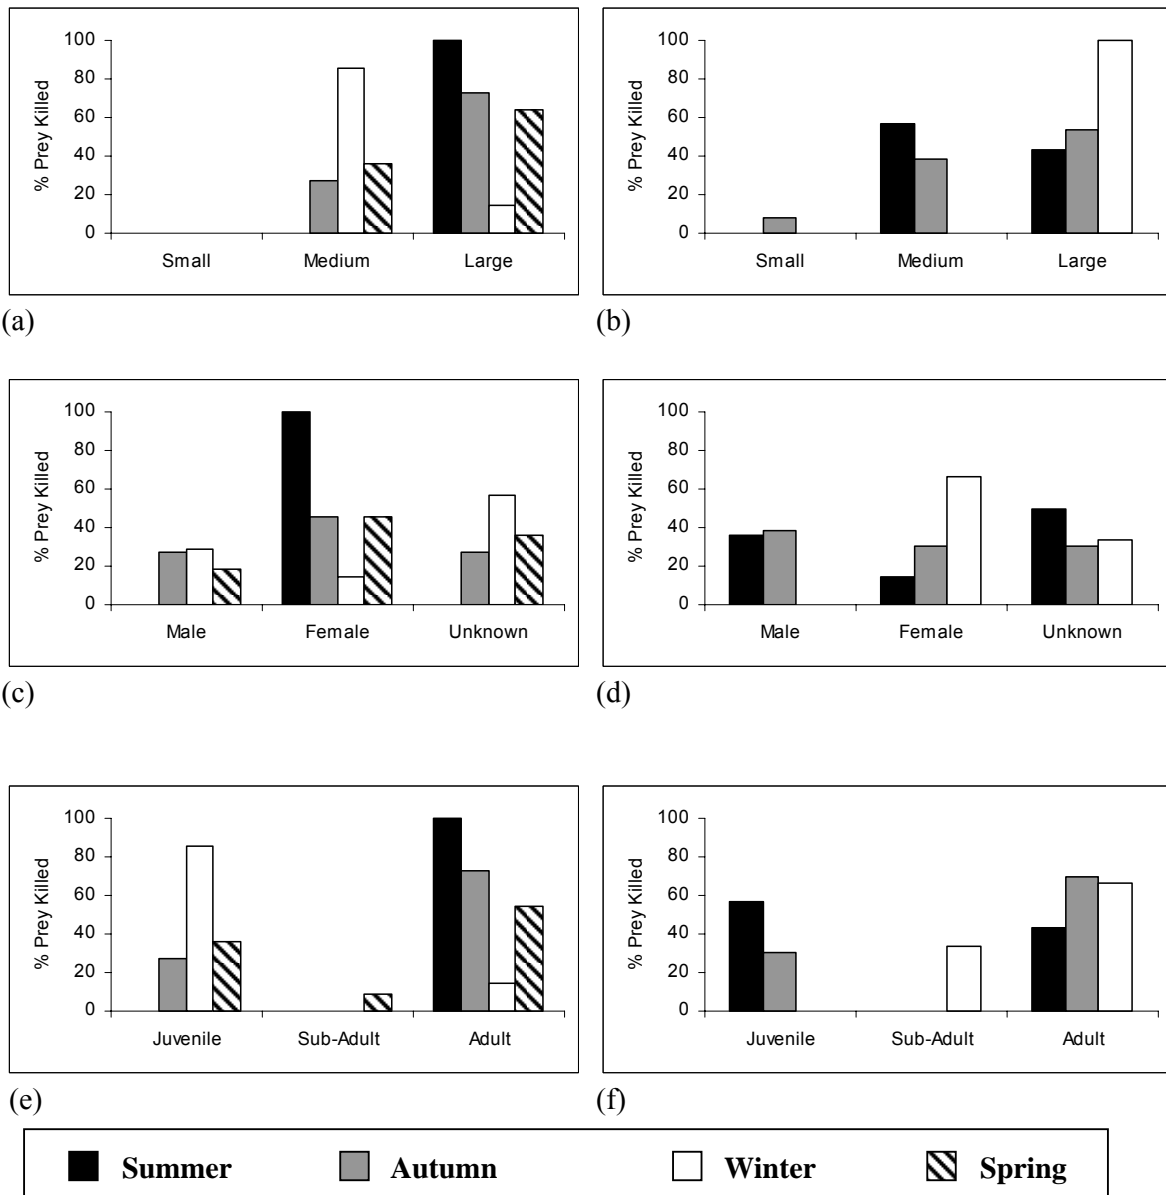 % Prey Killed
100
80
60
40
20
0
Small Medium Large
(a)
% Prey Killed
100
80
60
40
20
0
Small Medium Large
(b)
% Prey Killed
100
80
60
40
20
0
Male Female Unknown
(c)
% Prey Killed
100
80
60
40
20
0
Male Female Unknown
(d)
% Prey Killed
100
80
60
40
20
0
Juvenile Sub-Adult Adult
(e)
% Prey Killed
100
80
60
40
20
0
Juvenile Sub-Adult Adult
(f)
Summer Autumn Winter Spring